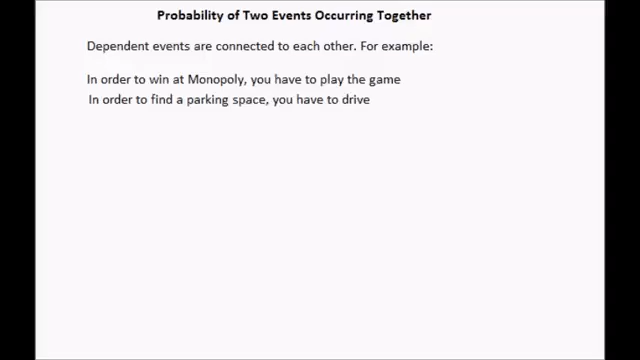 Probability of Two Events Occurring Together
Dependent events are connected to each other. For example:
In order to win at Monopoly, you have to play the game
In order to find a parking space, you have to drive